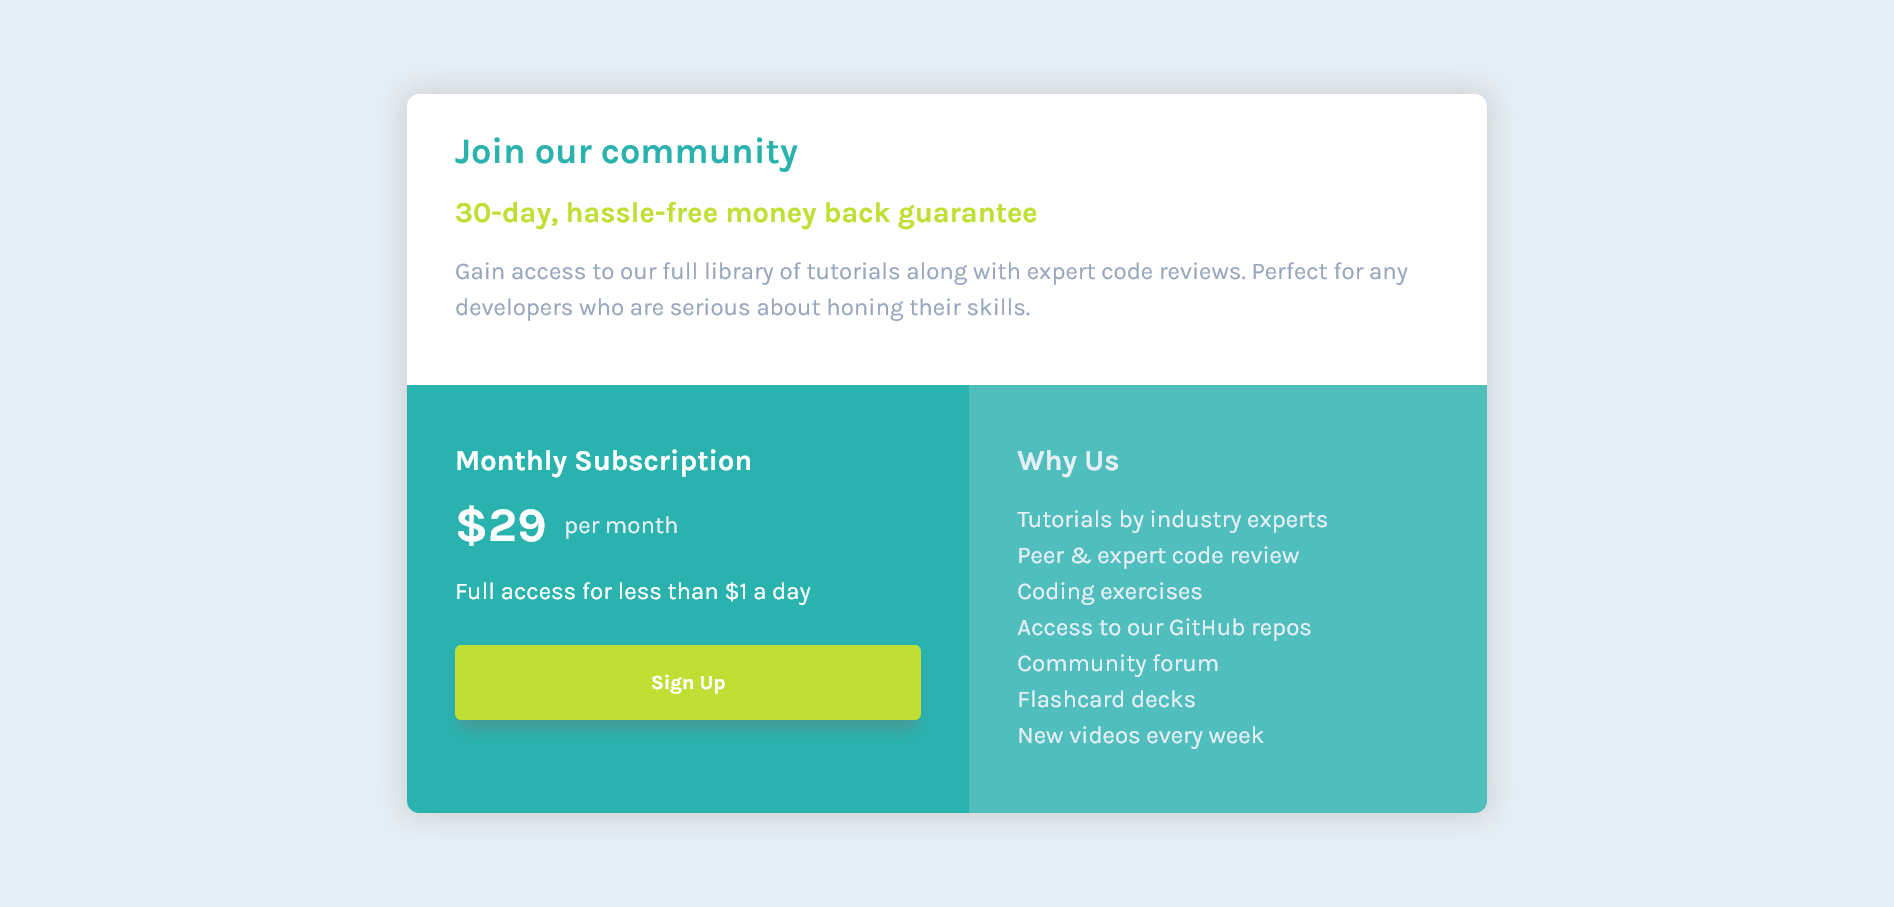 Join our community
30-day, hassle-free money back guarantee
Gain access to our full library of tutorials along with expert code reviews. Perfect for any
developers who are serious about honing their skills.
Monthly Subscription
$29 per month
Full access for less than $1 a day
Sign Up
Why Us
Tutorials by industry experts
Peer & expert code review
Coding exercises
Access to our GitHub repos
Community forum
Flashcard decks
New videos every week